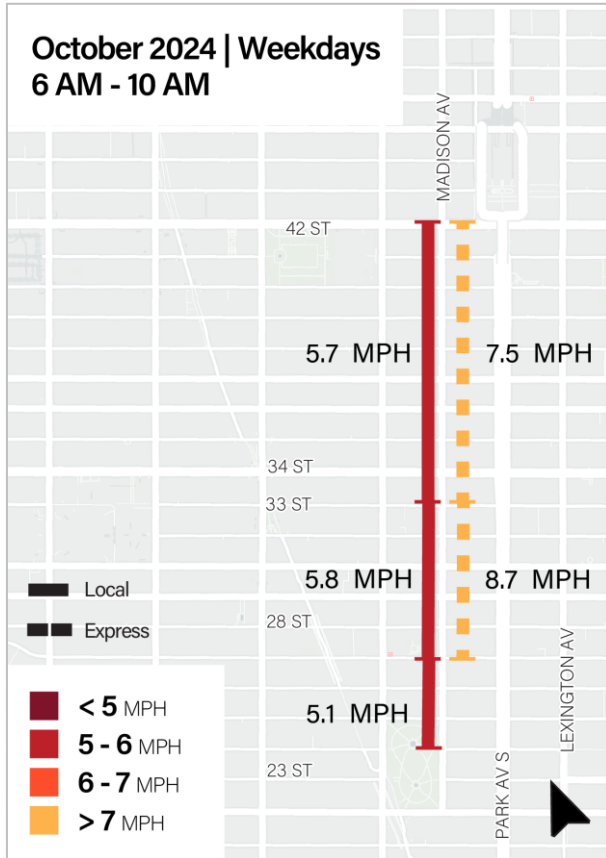 October 2024 | Weekdays
6 AM - 10 AM
MADISON AV
42 ST
5.7 MPH
7.5 MPH
34 ST
33 ST
5.8 MPH
8.7 MPH
Local
28 ST
Express
LEXINGTON AV
< 5 MPH
5 - 6 MPH
5.1 MPH
6 - 7 MPH
23 ST
> 7 MPH
PARK AV S